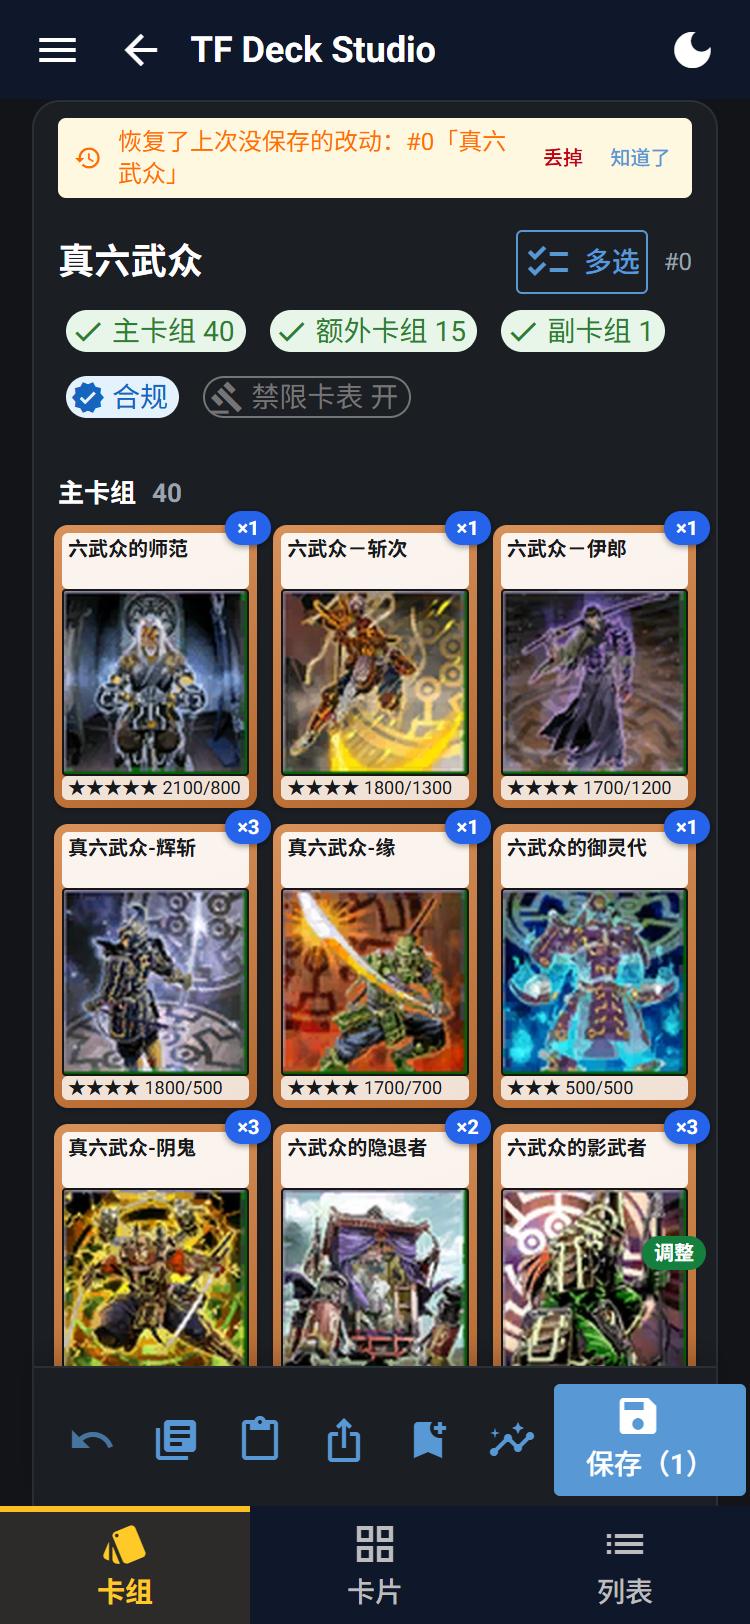 TF Deck Studio
恢复了上次没保存的改动：#0「真六
武众」
丢掉
知道了
真六武众
多选
#0
主卡组 40
额外卡组 15
副卡组 1
合规
禁限卡表 开
主卡组 40
×1
×1
×1
六武众的师范
六武众－斩次
六武众－伊郎
★★★★★ 2100/800
★★★★ 1800/1300
★★★★ 1700/1200
×3
×1
×1
真六武众-辉斩
真六武众-缘
六武众的御灵代
★★★★ 1800/500
★★★★ 1700/700
★★★ 500/500
×3
×2
×3
真六武众-阴鬼
六武众的隐退者
六武众的影武者
调整
保存（1）
卡组
卡片
列表